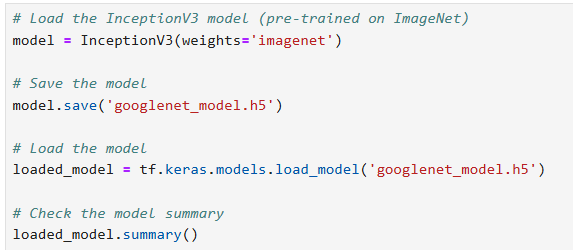 # Load the InceptionV3 model (pre-trained on ImageNet)
model = InceptionV3(weights='imagenet')
# Save the model
model.save('googlenet_model.h5')
# Load the model
loaded_model = tf.keras.models.load_model('googlenet_model.h5')
# Check the model summary
loaded_model.summary()